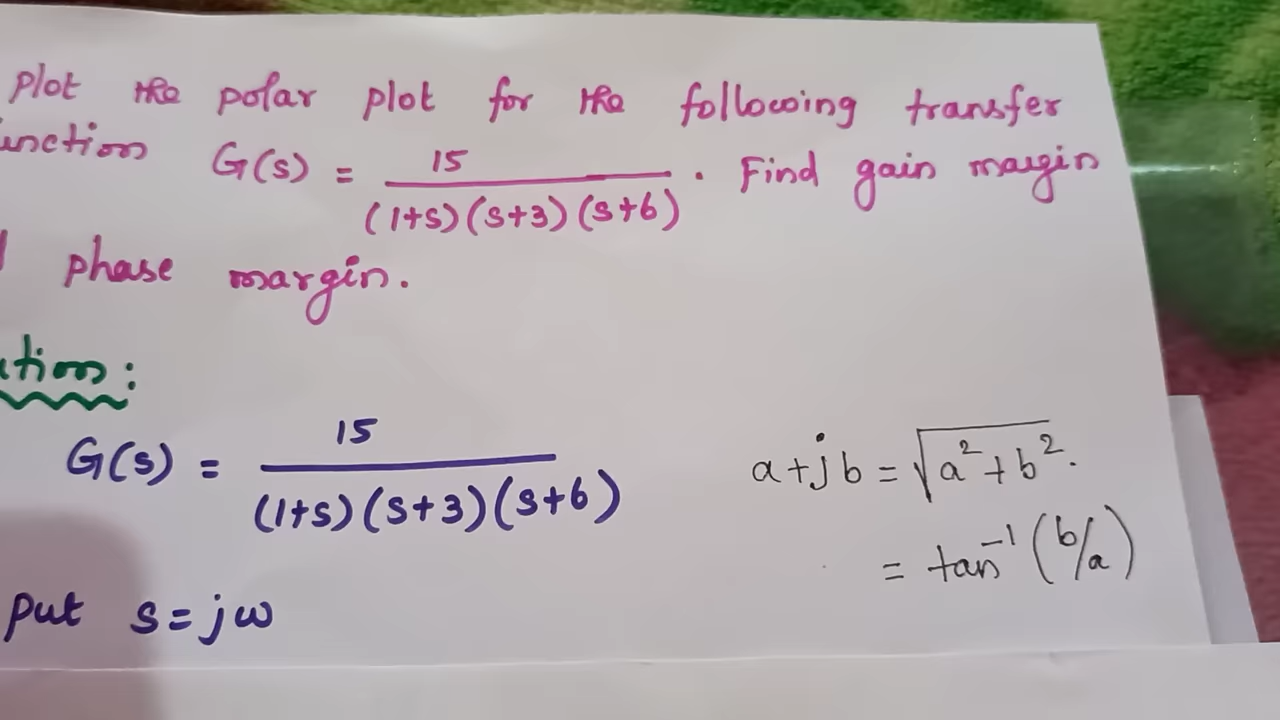 plot the polar plot for the following transfer
unction G(s) = 15 / (1+s)(s+3)(s+6) . Find gain margin
phase margin.
tion:
G(s) = 15 / (1+s)(s+3)(s+6)
a+jb = √a²+b².
= tan⁻¹(b/a)
put s=jω